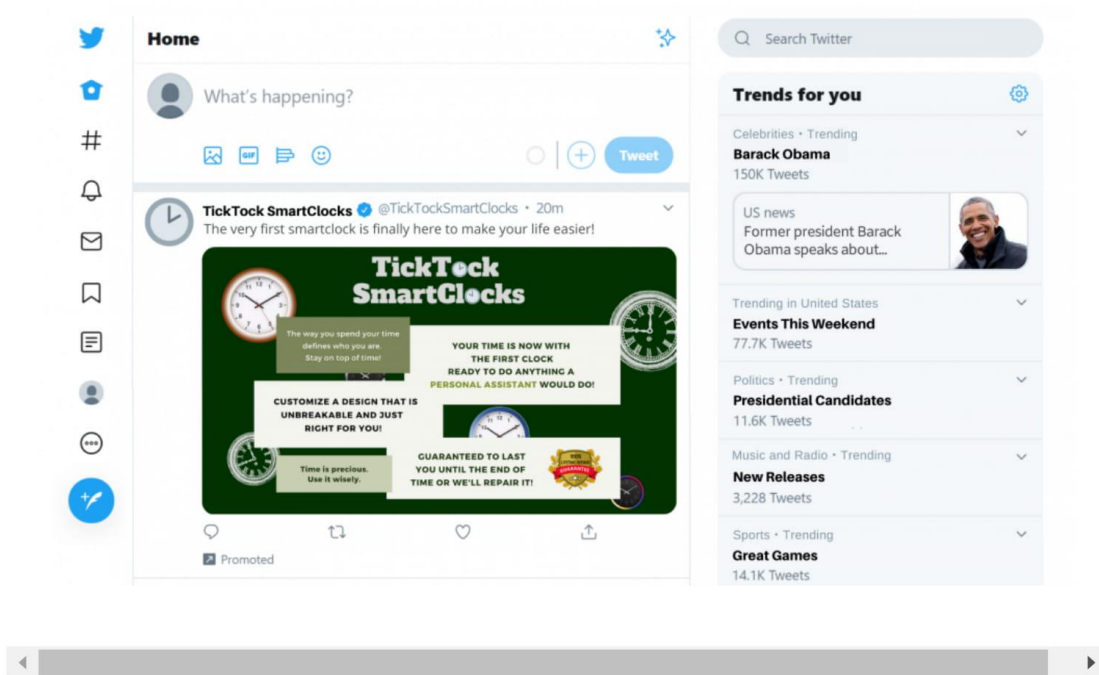 Home
What's happening?
GIF
Tweet
TickTock SmartClocks @TickTockSmartClocks • 20m
The very first smartclock is finally here to make your life easier!
TickTock
SmartClocks
The way you spend your time
defines who you are.
Stay on top of time!
YOUR TIME IS NOW WITH
THE FIRST CLOCK
READY TO DO ANYTHING A
PERSONAL ASSISTANT WOULD DO!
CUSTOMIZE A DESIGN THAT IS
UNBREAKABLE AND JUST
RIGHT FOR YOU!
GUARANTEED TO LAST
YOU UNTIL THE END OF
TIME OR WE'LL REPAIR IT!
Time is precious.
Use it wisely.
Promoted
Search Twitter
Trends for you
Celebrities • Trending
Barack Obama
150K Tweets
US news
Former president Barack
Obama speaks about...
Trending in United States
Events This Weekend
77.7K Tweets
Politics • Trending
Presidential Candidates
11.6K Tweets
Music and Radio • Trending
New Releases
3,228 Tweets
Sports • Trending
Great Games
14.1K Tweets